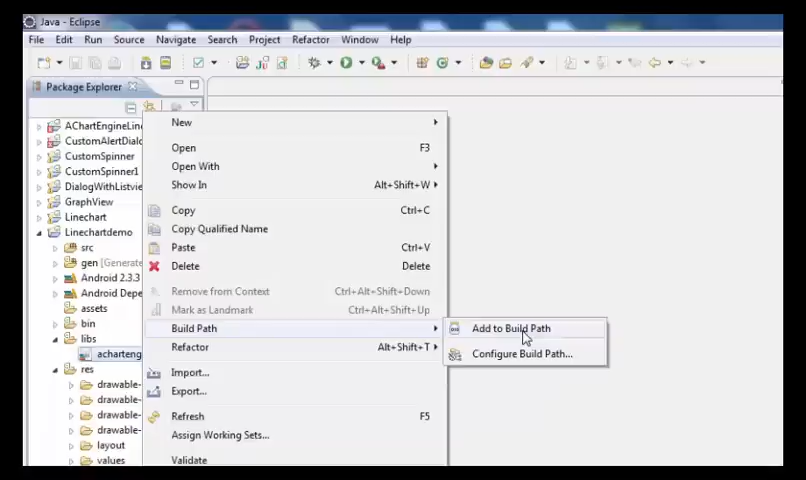 Java - Eclipse
File Edit Run Source Navigate Search Project Refactor Window Help
Package Explorer
AChartEngineLin
CustomAlertDialo
CustomSpinner
CustomSpinner1
DialogWithListvie
GraphView
Linechart
Linechartdemo
src
gen [Generate
Android 2.3.3
Android Depe
assets
bin
libs
acharteng
res
drawable-
drawable-
drawable-
drawable-
layout
values
New
Open F3
Open With
Show In Alt+Shift+W
Copy Ctrl+C
Copy Qualified Name
Paste Ctrl+V
Delete Delete
Remove from Context Ctrl+Alt+Shift+Down
Mark as Landmark Ctrl+Alt+Shift+Up
Build Path
Refactor Alt+Shift+T
Import...
Export...
Refresh F5
Assign Working Sets...
Validate
Add to Build Path
Configure Build Path...